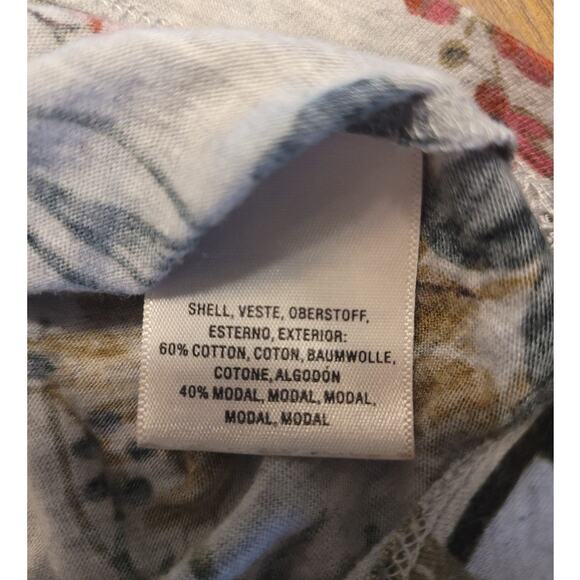 SHELL, VESTE, OBERSTOFF,
ESTERNO, EXTERIOR:
60% COTTON, COTON, BAUMWOLLE,
COTONE, ALGODÓN
40% MODAL, MODAL, MODAL,
MODAL, MODAL